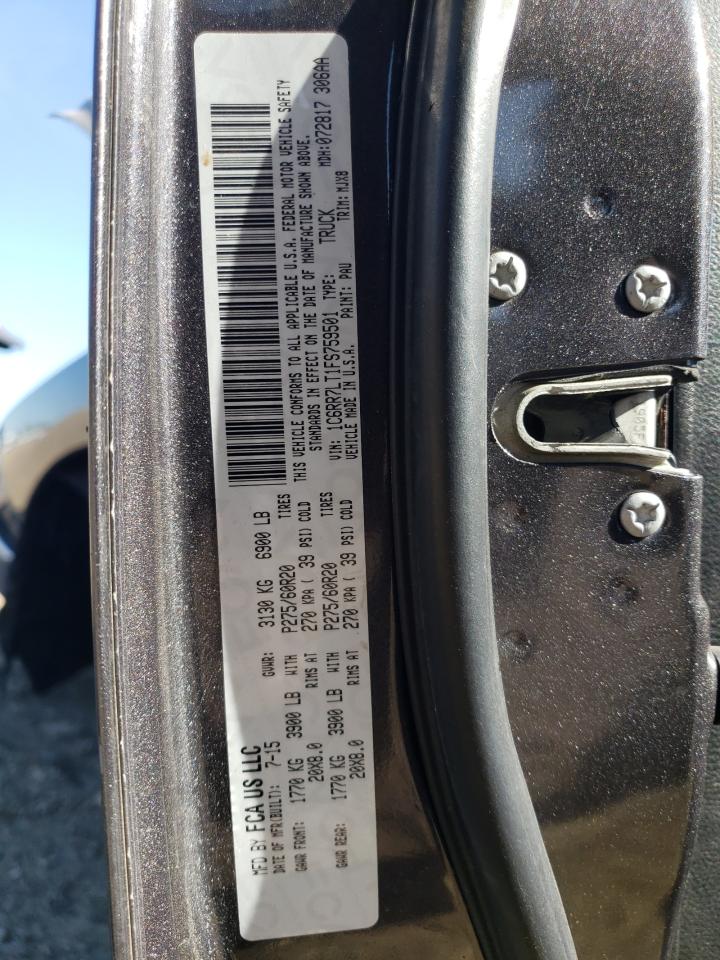 MFD BY FCA US LLC
DATE OF MFR(BUILT): 7-15 GVWR: 3130 KG 6900 LB
GAWR FRONT: 1770 KG 3900 LB WITH P275/60R20 TIRES
20X8.0 RIMS AT 270 KPA ( 39 PSI) COLD
GAWR REAR: 1770 KG 3900 LB WITH P275/60R20 TIRES
20X8.0 RIMS AT 270 KPA ( 39 PSI) COLD
THIS VEHICLE CONFORMS TO ALL APPLICABLE U.S.A. FEDERAL MOTOR VEHICLE SAFETY
STANDARDS IN EFFECT ON THE DATE OF MANUFACTURE SHOWN ABOVE.
VIN: 1C6RR7LT1FS759501 TYPE: TRUCK MDH:072817 306AA
VEHICLE MADE IN U.S.A. PAINT: PAU TRIM: MJX8